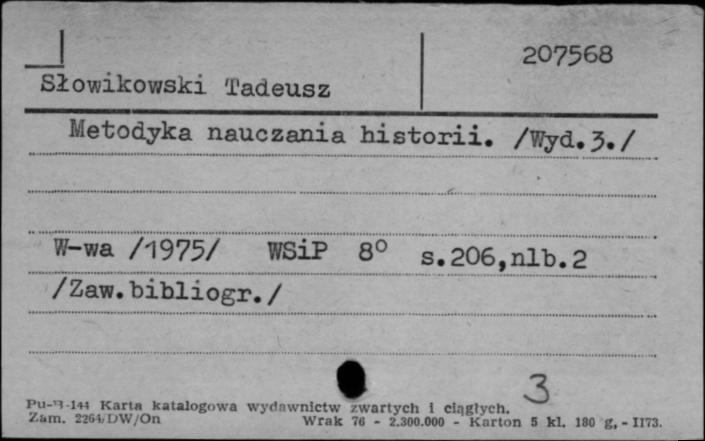 207568
Słowikowski Tadeusz
Metodyka nauczania historii. /Wyd.3./
W-wa /1975/ WSiP 8° s.206,nlb.2
/Zaw.bibliogr./
3
Pu-B-144 Karta katalogowa wydawnictw zwartych i ciągłych.
Zam. 2264/DW/On Wrak 76 - 2.300.000 - Karton 5 kl. 180 g, - II73.